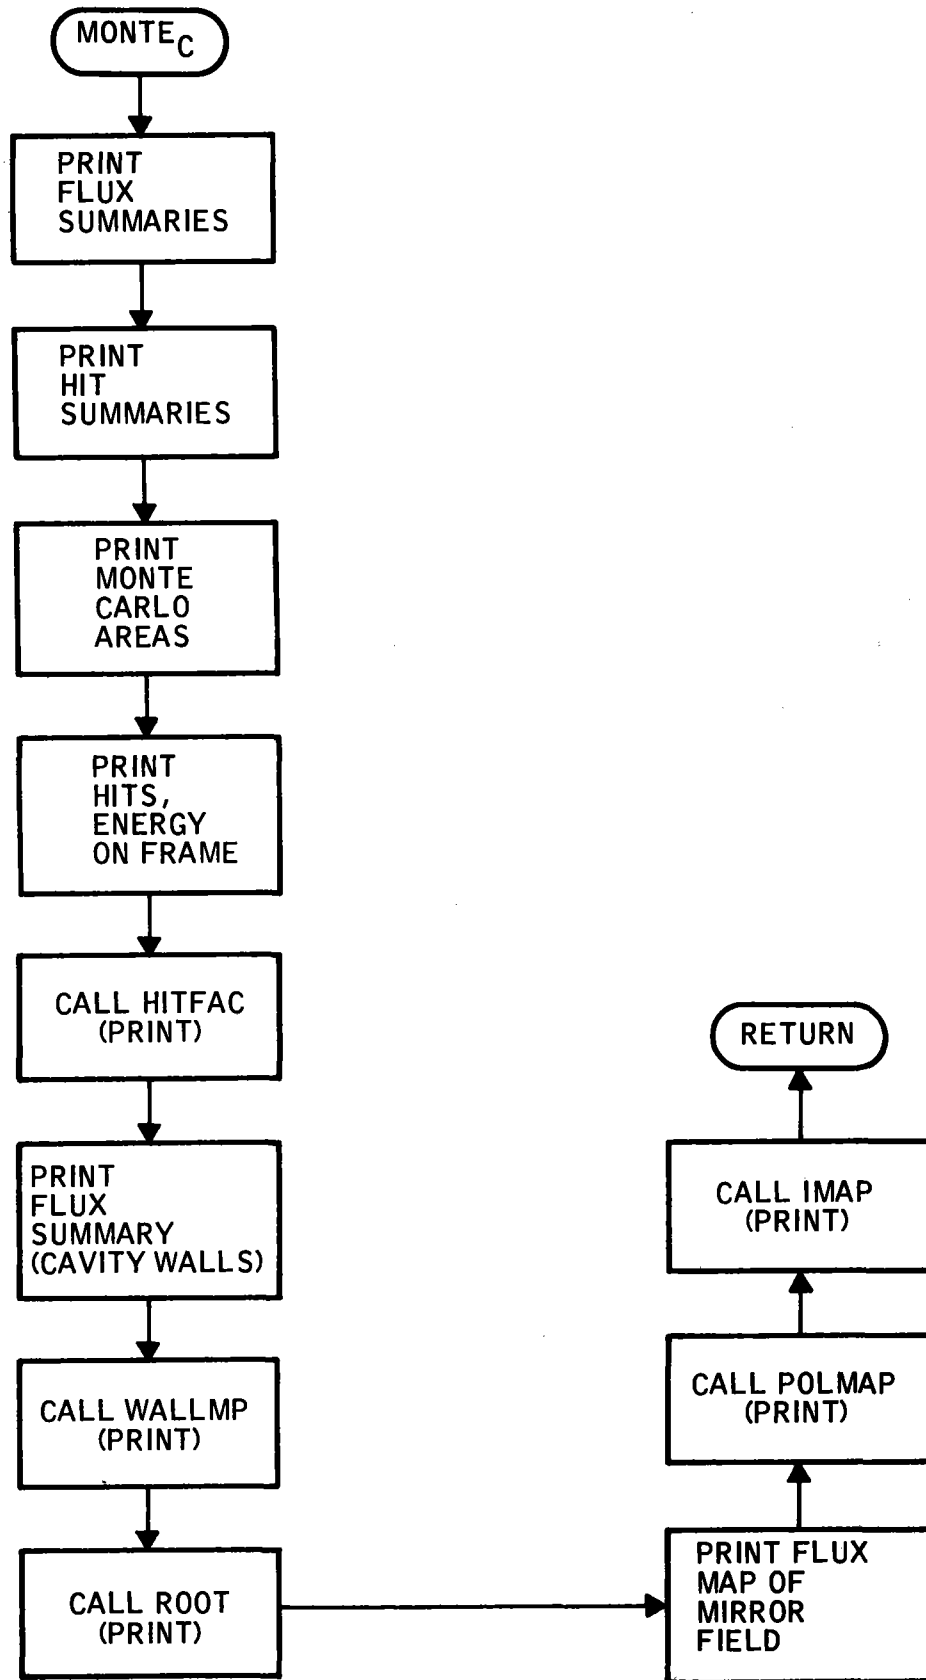 MONTE C
PRINT
FLUX
SUMMARIES
PRINT
HIT
SUMMARIES
PRINT
MONTE
CARLO
AREAS
PRINT
HITS,
ENERGY
ON FRAME
CALL HITFAC
(PRINT)
PRINT
FLUX
SUMMARY
(CAVITY WALLS)
CALL WALLMP
(PRINT)
CALL ROOT
(PRINT)
PRINT FLUX
MAP OF
MIRROR
FIELD
CALL POLMAP
(PRINT)
CALL IMAP
(PRINT)
RETURN